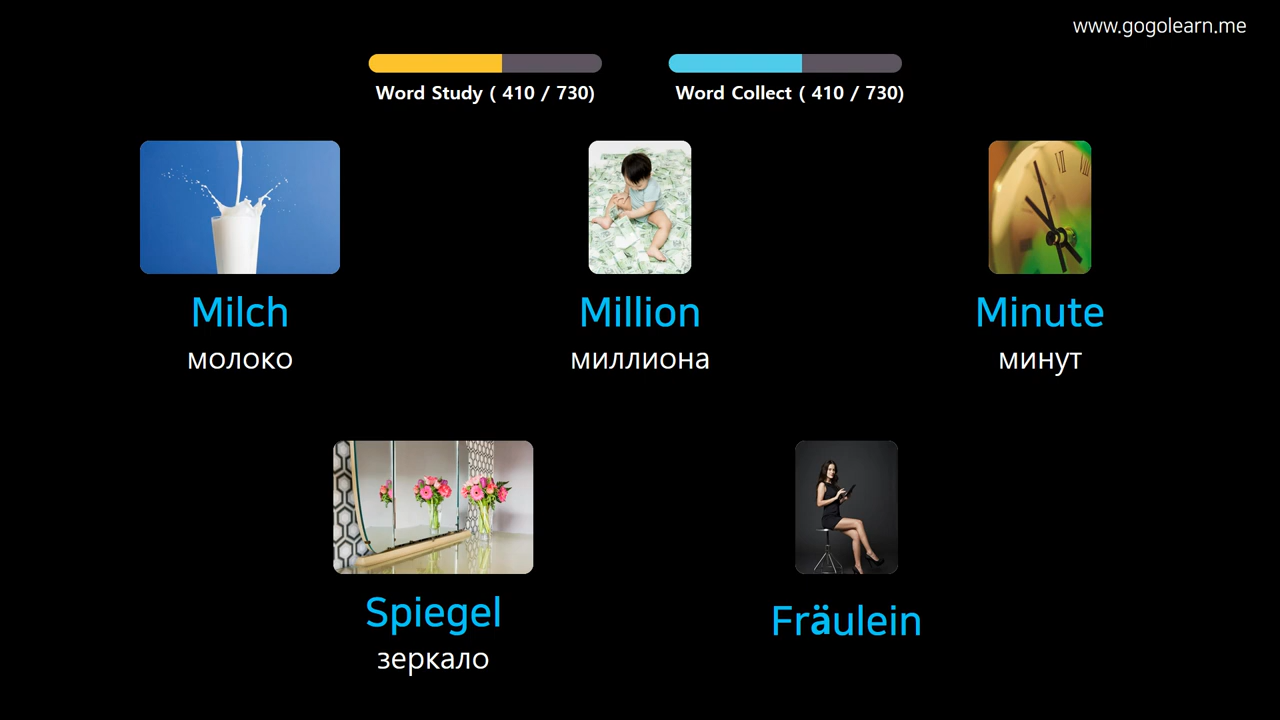 www.gogolearn.me
Word Study ( 410 / 730)
Word Collect ( 410 / 730)
Milch
молоко
Million
миллиона
Minute
минут
Spiegel
зеркало
Fräulein